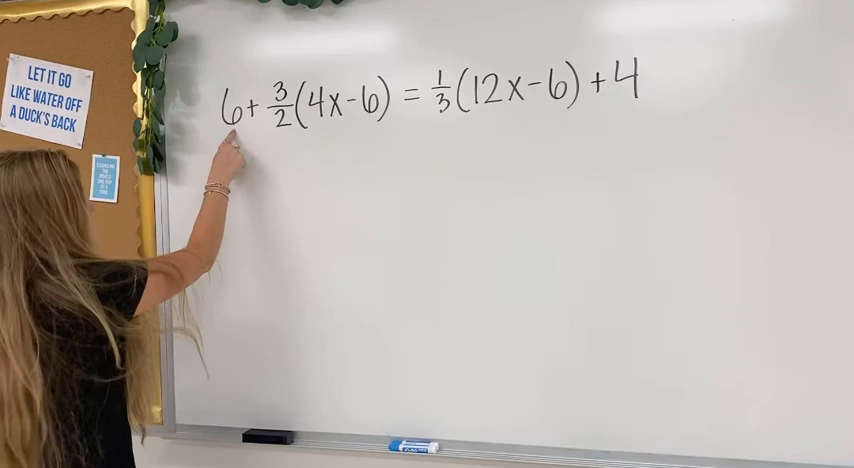 LET IT GO
LIKE WATER OFF
A DUCK'S BACK
6 + 3/2 (4x - 6) = 1/3 (12x - 6) + 4